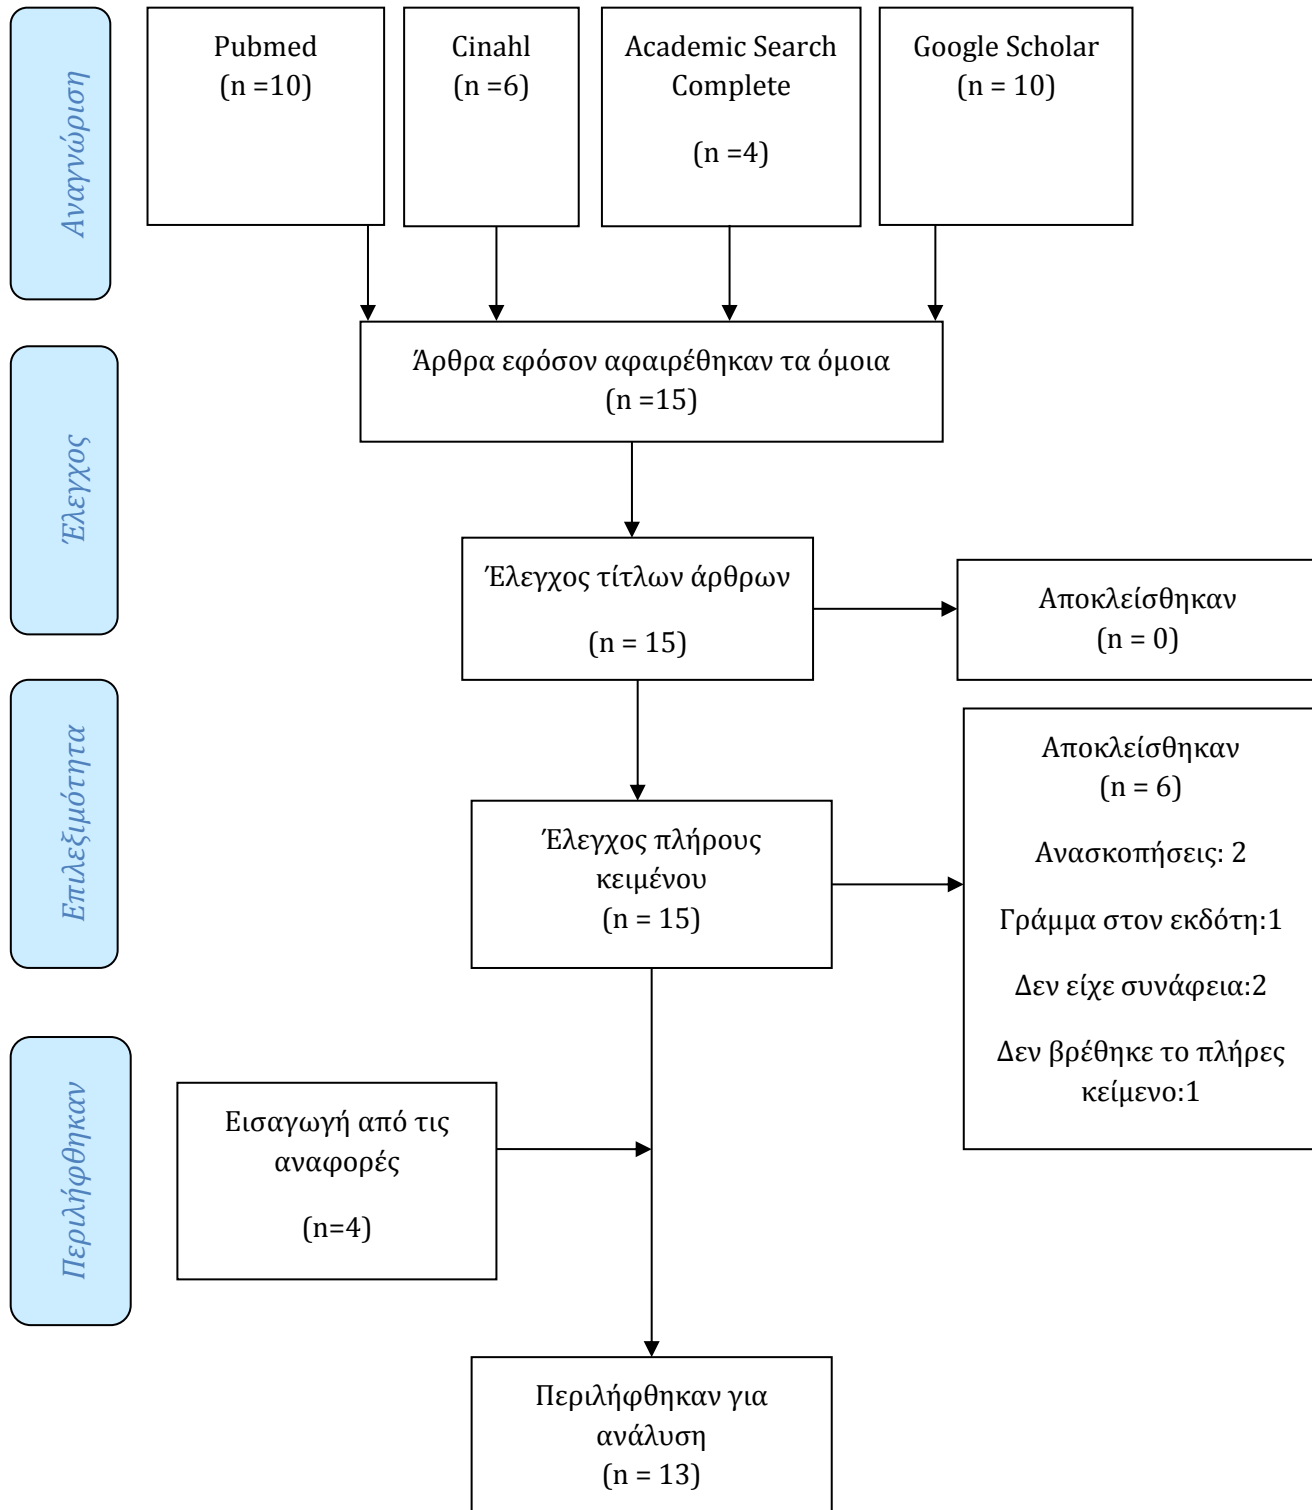 Αναγνώριση
Pubmed
(n =10)
Cinahl
(n =6)
Academic Search
Complete
(n =4)
Google Scholar
(n = 10)
Άρθρα εφόσον αφαιρέθηκαν τα όμοια
(n =15)
Έλεγχος
Έλεγχος τίτλων άρθρων
(n = 15)
Αποκλείσθηκαν
(n = 0)
Επιλεξιμότητα
Έλεγχος πλήρους
κειμένου
(n = 15)
Αποκλείσθηκαν
(n = 6)
Ανασκοπήσεις: 2
Γράμμα στον εκδότη:1
Δεν είχε συνάφεια:2
Δεν βρέθηκε το πλήρες
κείμενο:1
Περιλήφθηκαν
Εισαγωγή από τις
αναφορές
(n=4)
Περιλήφθηκαν για
ανάλυση
(n = 13)